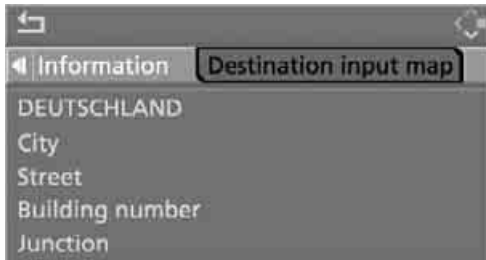 Information Destination input map
DEUTSCHLAND
City
Street
Building number
Junction